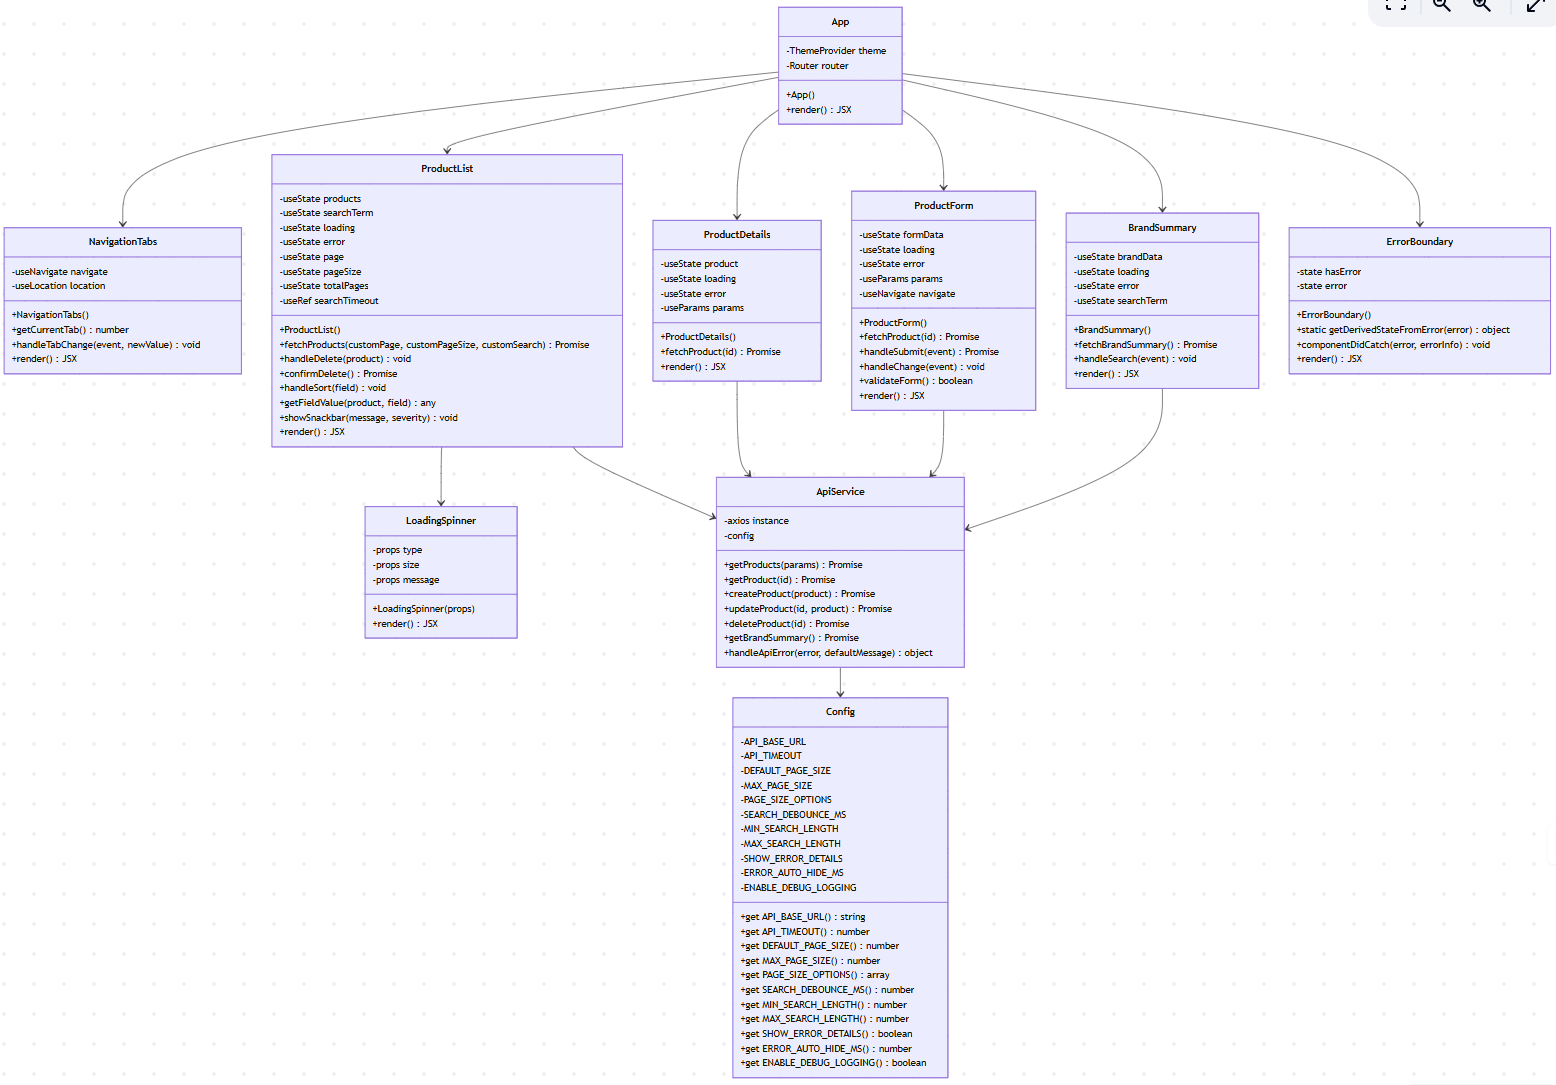 App
-ThemeProvider theme
-Router router
+App()
+render() : JSX
NavigationTabs
-useNavigate navigate
-useLocation location
+NavigationTabs()
+getCurrentTab() : number
+handleTabChange(event, newValue) : void
+render() : JSX
ProductList
-useState products
-useState searchTerm
-useState loading
-useState error
-useState page
-useState pageSize
-useState totalPages
-useRef searchTimeout
+ProductList()
+fetchProducts(customPage, customPageSize, customSearch) : Promise
+handleDelete(product) : void
+confirmDelete() : Promise
+handleSort(field) : void
+getFieldValue(product, field) : any
+showSnackbar(message, severity) : void
+render() : JSX
ProductDetails
-useState product
-useState loading
-useState error
-useParams params
+ProductDetails()
+fetchProduct(id) : Promise
+render() : JSX
ProductForm
-useState formData
-useState loading
-useState error
-useParams params
-useNavigate navigate
+ProductForm()
+fetchProduct(id) : Promise
+handleSubmit(event) : Promise
+handleChange(event) : void
+validateForm() : boolean
+render() : JSX
BrandSummary
-useState brandData
-useState loading
-useState error
-useState searchTerm
+BrandSummary()
+fetchBrandSummary() : Promise
+handleSearch(event) : void
+render() : JSX
ErrorBoundary
-state hasError
-state error
+ErrorBoundary()
+static getDerivedStateFromError(error) : object
+componentDidCatch(error, errorInfo) : void
+render() : JSX
LoadingSpinner
-props type
-props size
-props message
+LoadingSpinner(props)
+render() : JSX
ApiService
-axios instance
-config
+getProducts(params) : Promise
+getProduct(id) : Promise
+createProduct(product) : Promise
+updateProduct(id, product) : Promise
+deleteProduct(id) : Promise
+getBrandSummary() : Promise
+handleApiError(error, defaultMessage) : object
Config
-API_BASE_URL
-API_TIMEOUT
-DEFAULT_PAGE_SIZE
-MAX_PAGE_SIZE
-PAGE_SIZE_OPTIONS
-SEARCH_DEBOUNCE_MS
-MIN_SEARCH_LENGTH
-MAX_SEARCH_LENGTH
-SHOW_ERROR_DETAILS
-ERROR_AUTO_HIDE_MS
-ENABLE_DEBUG_LOGGING
+get API_BASE_URL() : string
+get API_TIMEOUT() : number
+get DEFAULT_PAGE_SIZE() : number
+get MAX_PAGE_SIZE() : number
+get PAGE_SIZE_OPTIONS() : array
+get SEARCH_DEBOUNCE_MS() : number
+get MIN_SEARCH_LENGTH() : number
+get MAX_SEARCH_LENGTH() : number
+get SHOW_ERROR_DETAILS() : boolean
+get ERROR_AUTO_HIDE_MS() : number
+get ENABLE_DEBUG_LOGGING() : boolean